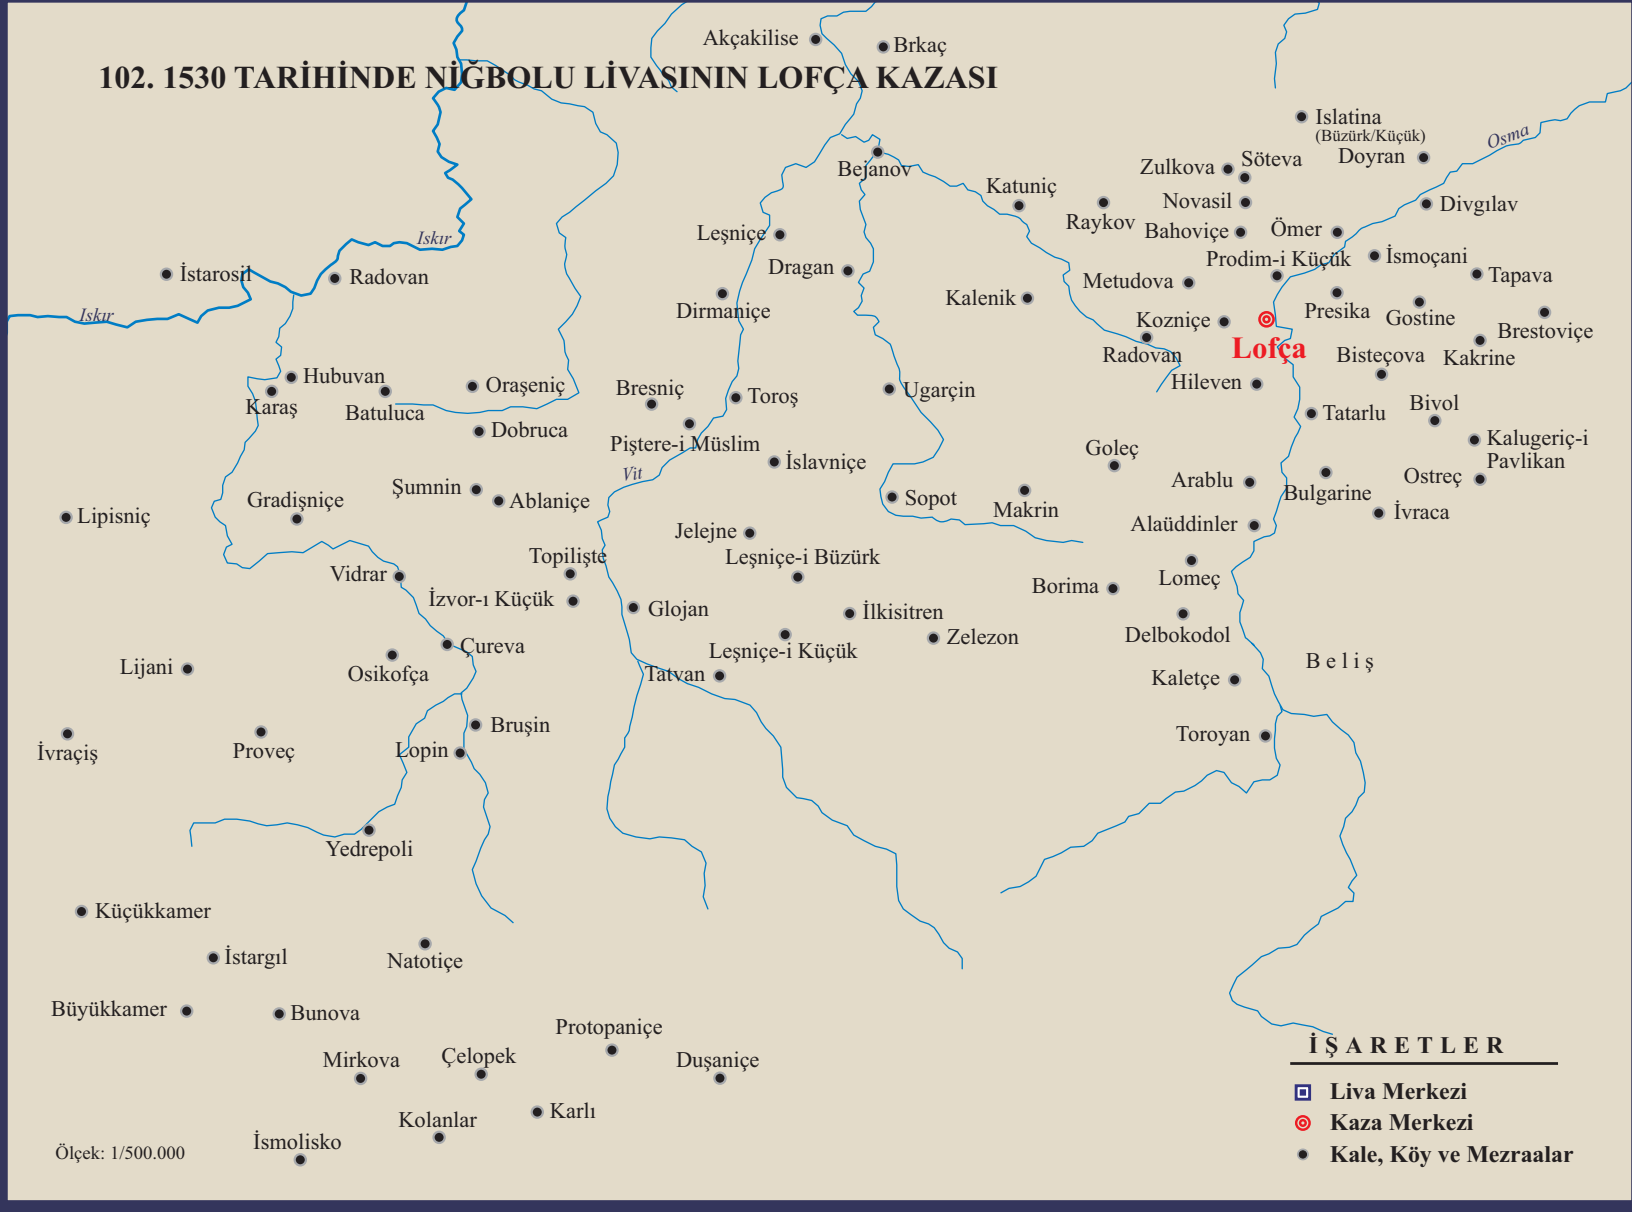 Akçakilise
Brkaç
102. 1530 TARİHİNDE NİĞBOLU LİVASININ LOFÇA KAZASI
Islatina
(Büzürk/Küçük)
Osma
Doyran
Bejanov
Zulkova
Söteva
Katuniç
Novasil
Divgılav
Raykov
Leşniçe
Bahoviçe
Ömer
Iskır
İstarosil
Radovan
Dragan
Prodim-i Küçük
İsmoçani
Tapava
Metudova
Dirmaniçe
Kalenik
Iskır
Kozniçe
Presika
Gostine
Brestoviçe
Lofça
Radovan
Bisteçova
Kakrine
Hubuvan
Karaş
Batuluca
Oraşeniç
Bresniç
Toroş
Ugarçin
Hileven
Tatarlu
Bivol
Dobruca
Piştere-i Müslim
İslavniçe
Goleç
Kalugeriç-i
Pavlikan
Vit
Şumnin
Ablaniçe
Sopot
Makrin
Arablu
Bulgarine
Ostreç
Gradişniçe
Lipisniç
Jelejne
Alaüddinler
İvraca
Topilişte
Leşniçe-i Büzürk
Vidrar
Lomeç
Borima
İzvor-ı Küçük
Glojan
İlkisitren
Zelezon
Delbokodol
Çureva
Leşniçe-i Küçük
Lijani
Osikofça
Tatvan
Beliş
Kaletçe
Bruşin
İvraçiş
Proveç
Lopin
Toroyan
Yedrepoli
Küçükkamer
İstargıl
Natotiçe
Büyükkamer
Bunova
Protopaniçe
Mirkova
Çelopek
Duşaniçe
Kolanlar
Karlı
İsmolisko
Ölçek: 1/500.000
İŞARETLER
Liva Merkezi
Kaza Merkezi
Kale, Köy ve Mezraalar